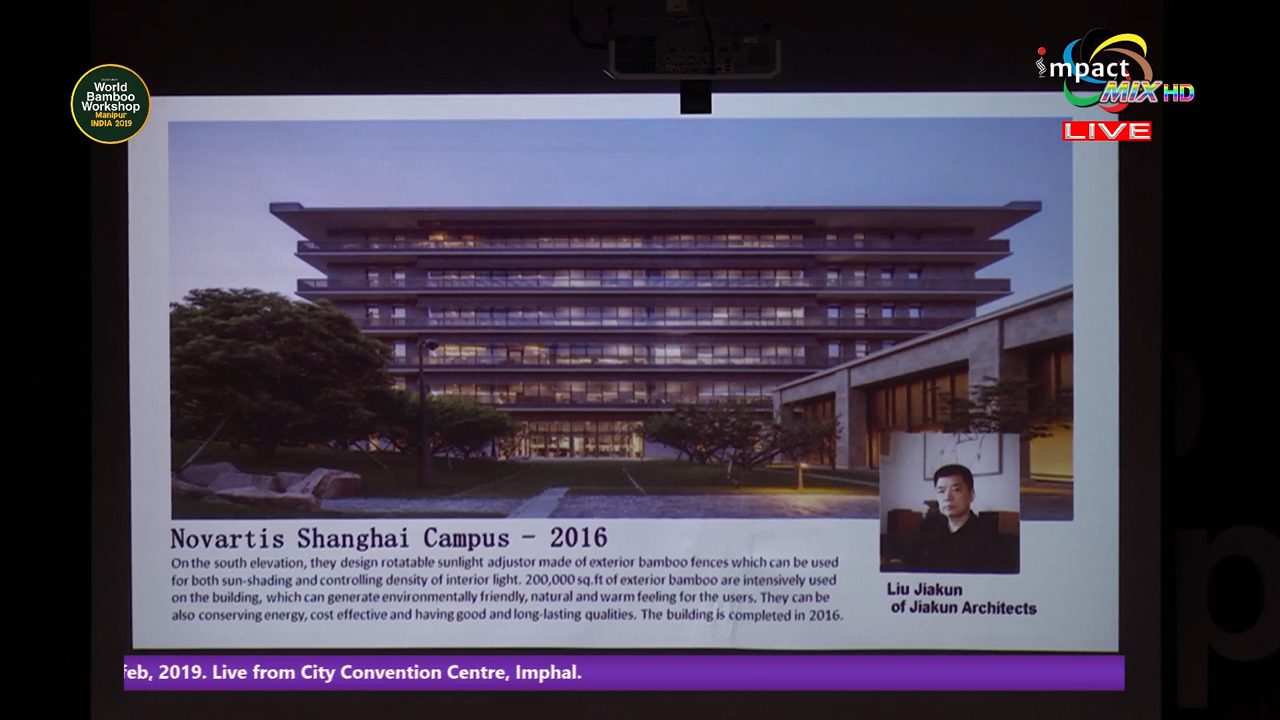 World
Bamboo
Workshop
Manipur
INDIA 2019
impact
MIX HD
LIVE
Novartis Shanghai Campus - 2016
On the south elevation, they design rotatable sunlight adjustor made of exterior bamboo fences which can be used
for both sun-shading and controlling density of interior light. 200,000 sq.ft of exterior bamboo are intensively used
on the building, which can generate environmentally friendly, natural and warm feeling for the users. They can be
also conserving energy, cost effective and having good and long-lasting qualities. The building is completed in 2016.
Liu Jiakun
of Jiakun Architects
feb, 2019. Live from City Convention Centre, Imphal.